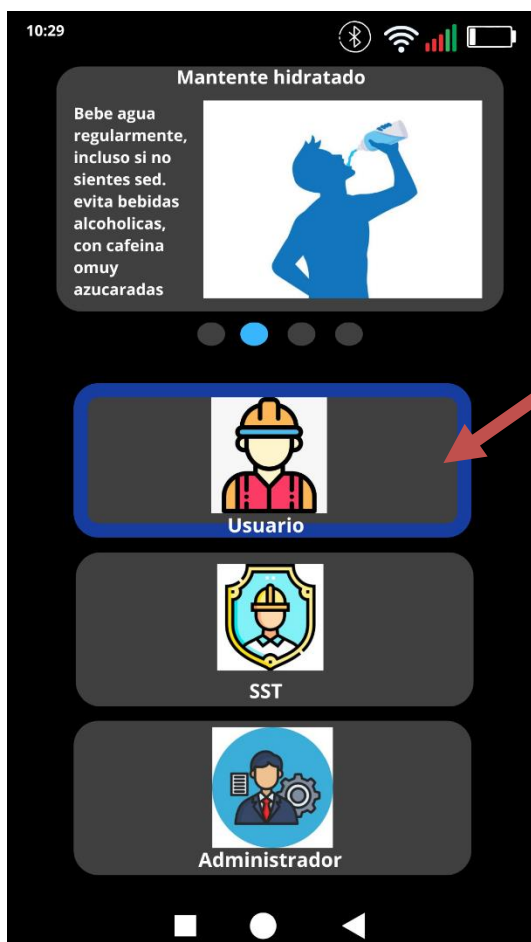 10:29
Mantente hidratado
Bebe agua
regularmente,
incluso si no
sientes sed.
evita bebidas
alcoholicas,
con cafeina
omuy
azucaradas
Usuario
SST
Administrador